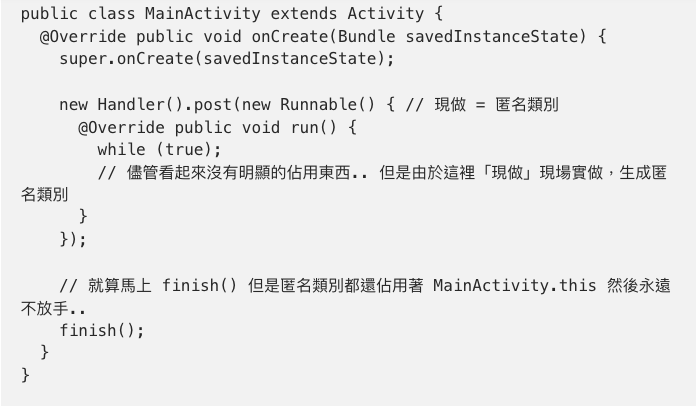 public class MainActivity extends Activity {
  @Override public void onCreate(Bundle savedInstanceState) {
    super.onCreate(savedInstanceState);

    new Handler().post(new Runnable() { // 現做 = 匿名類別
      @Override public void run() {
        while (true);
        // 儘管看起來沒有明顯的佔用東西.. 但是由於這裡「現做」現場實做，生成匿
名類別
      }
    });

    // 就算馬上 finish() 但是匿名類別都還佔用著 MainActivity.this 然後永遠
不放手..
    finish();
  }
}